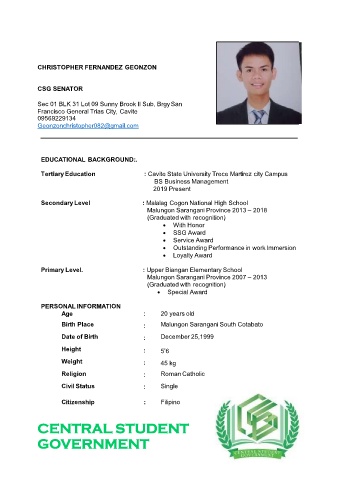 CHRISTOPHER FERNANDEZ GEONZON
CSG SENATOR
Sec 01 BLK 31 Lot 09 Sunny Brook II Sub, Brgy San
Francisco General Trias City, Cavite
09569229134
Geonzonchristopher082@gmail.com
EDUCATIONAL BACKGROUND:.
Tertiary Education : Cavite State University Trece Martirez city Campus
BS Business Management
2019 Present
Secondary Level : Malalag Cogon National High School
Malungon Sarangani Province 2013 – 2018
(Graduated with recognition)
• With Honor
• SSG Award
• Service Award
• Outstanding Performance in work Immersion
• Loyalty Award
Primary Level. : Upper Biangan Elementary School
Malungon Sarangani Province 2007 – 2013
(Graduated with recognition)
• Special Award
PERSONAL INFORMATION
Age : 20 years old
Birth Place : Malungon Sarangani South Cotabato
Date of Birth : December 25,1999
Height : 5'6
Weight : 45 kg
Religion : Roman Catholic
Civil Status : Single
Citizenship : Filipino
CENTRAL STUDENT
GOVERNMENT